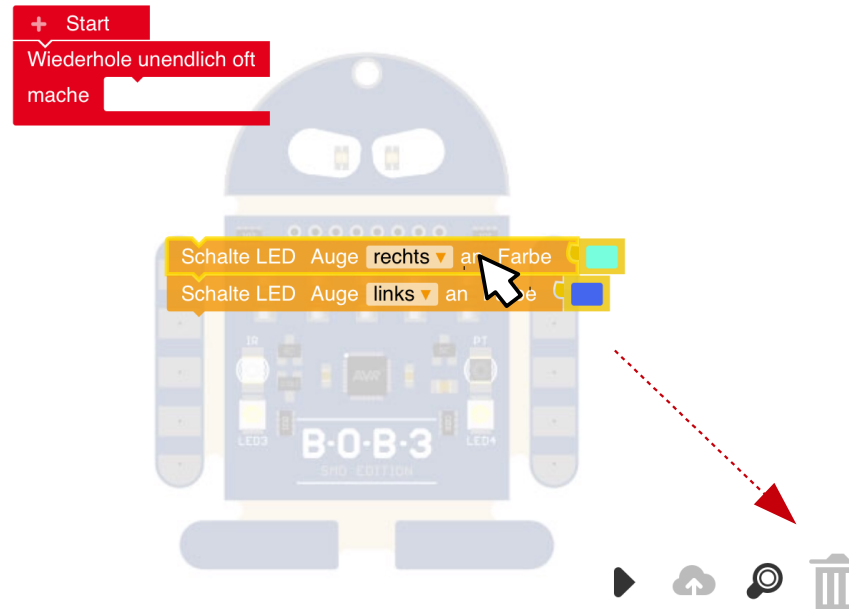 + Start
Wiederhole unendlich oft
mache
Schalte LED Auge rechts an Farbe
Schalte LED Auge links an
IR
PT
AVR
LED3
LED4
B·O·B·3
SMD EDITION